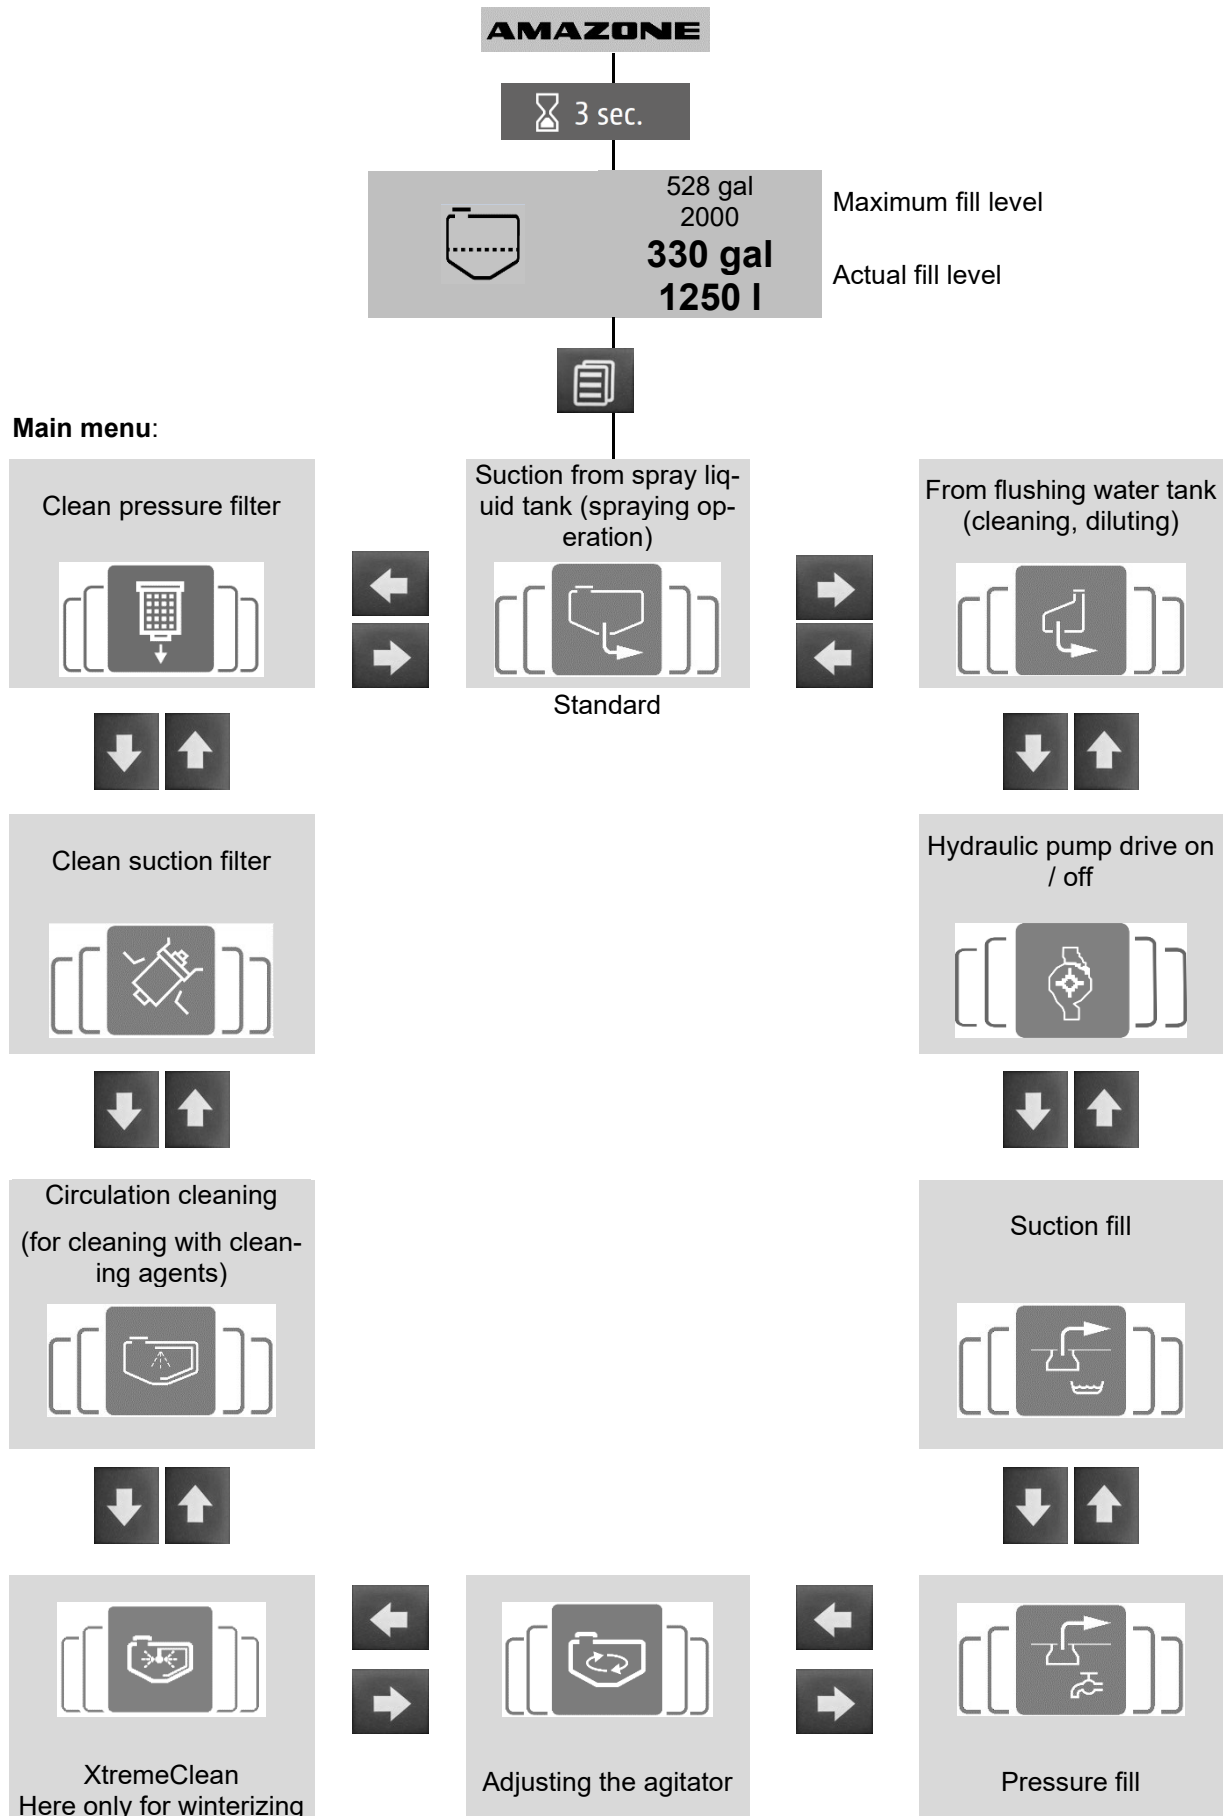 AMAZONE
3 sec.
528 gal
2000
Maximum fill level
330 gal
Actual fill level
1250 l
Main menu:
Clean pressure filter
Suction from spray liq-
uid tank (spraying op-
eration)
From flushing water tank
(cleaning, diluting)
Standard
Clean suction filter
Hydraulic pump drive on
/ off
Circulation cleaning
(for cleaning with clean-
ing agents)
Suction fill
XtremeClean
Here only for winterizing
Adjusting the agitator
Pressure fill